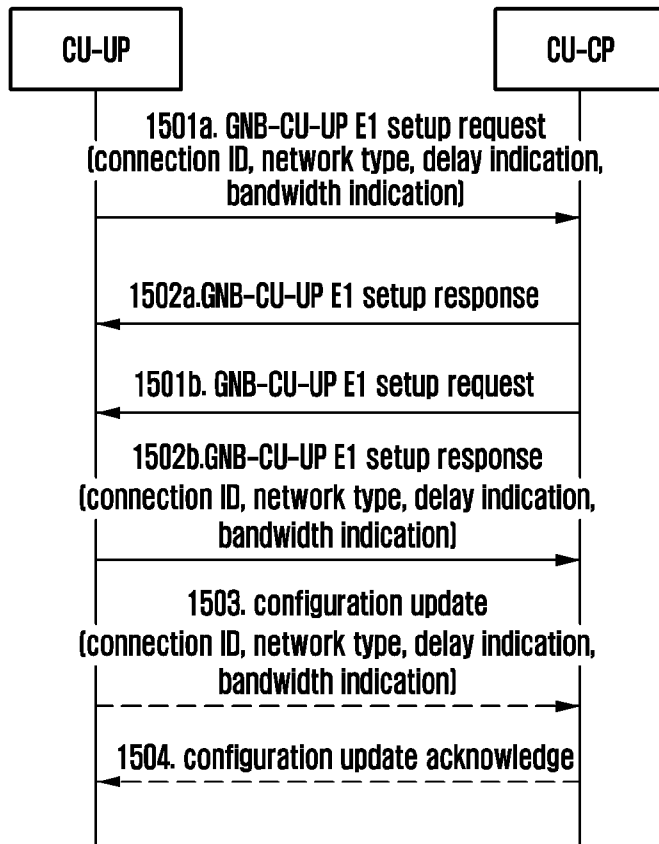 CU-UP
CU-CP
1501a. GNB-CU-UP E1 setup request
(connection ID, network type, delay indication,
bandwidth indication)
1502a.GNB-CU-UP E1 setup response
1501b. GNB-CU-UP E1 setup request
1502b.GNB-CU-UP E1 setup response
(connection ID, network type, delay indication,
bandwidth indication)
1503. configuration update
(connection ID, network type, delay indication,
bandwidth indication)
1504. configuration update acknowledge